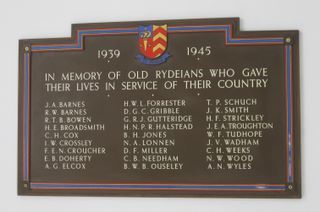 1939 1945
IN MEMORY OF OLD RYDEIANS WHO GAVE
THEIR LIVES IN SERVICE OF THEIR COUNTRY
J. A. BARNES
R. W. BARNES
R. T. B. BOWEN
H. E. BROADSMITH
C. H. COX
I. W. CROSSLEY
F. E. N. CROUCHER
E. B. DOHERTY
A. G. ELCOX
H. W. L. FORRESTER
D. G. C. GRIBBLE
G. R. J. GUTTERIDGE
H. N. P. R. HALSTEAD
B. H. JONES
N. A. LONNEN
D. F. MILLER
C. B. NEEDHAM
B. W. B. OUSELEY
T. P. SCHUCH
J. K. SMITH
H. F. STRICKLEY
J. E. A. TROUGHTON
W. F. TUDHOPE
J. V. WADHAM
C. H. WEEKS
N. W. WOOD
A. N. WYLES